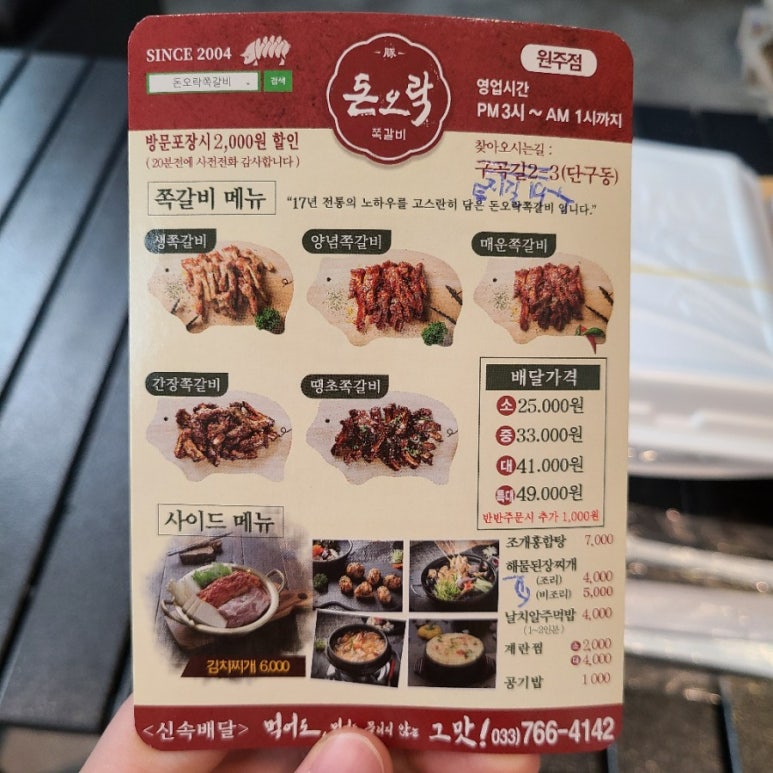 SINCE 2004
돈오락쪽갈비 검색
豚
돈오락
쪽갈비
원주점
영업시간
PM 3시 ~ AM 1시까지
방문포장시 2,000원 할인
( 20분전에 사전전화 감사합니다 )
찾아오시는길 :
구곡길2-3(단구동)
쪽갈비 메뉴
“17년 전통의 노하우를 고스란히 담은 돈오락쪽갈비 입니다.”
생쪽갈비
양념쪽갈비
매운쪽갈비
간장쪽갈비
땡초쪽갈비
배달가격
소 25.000원
중 33.000원
대 41.000원
특대 49.000원
반반주문시 추가 1,000원
사이드 메뉴
김치찌개 6,000
조개홍합탕 7,000
해물된장찌개
(조리) 4,000
(비조리) 5,000
날치알주먹밥 4,000
(1~2인분)
계란찜 소 2,000
대 4,000
공기밥 1 000
<신속배달> 먹어도, 않는 그맛! 033)766-4142